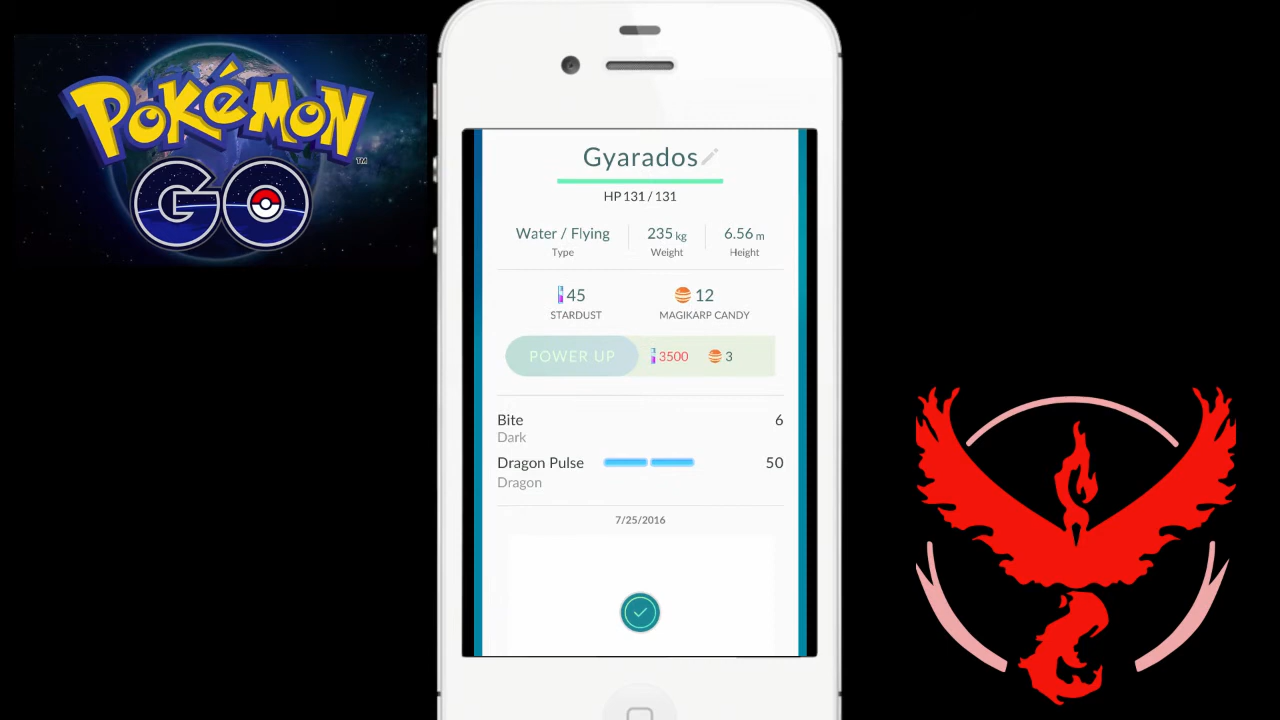 POKéMON
GO
TM
Gyarados
HP 131 / 131
Water / Flying
Type
235 kg
Weight
6.56 m
Height
45
STARDUST
12
MAGIKARP CANDY
POWER UP
3500
3
Bite
6
Dark
Dragon Pulse
50
Dragon
7/25/2016